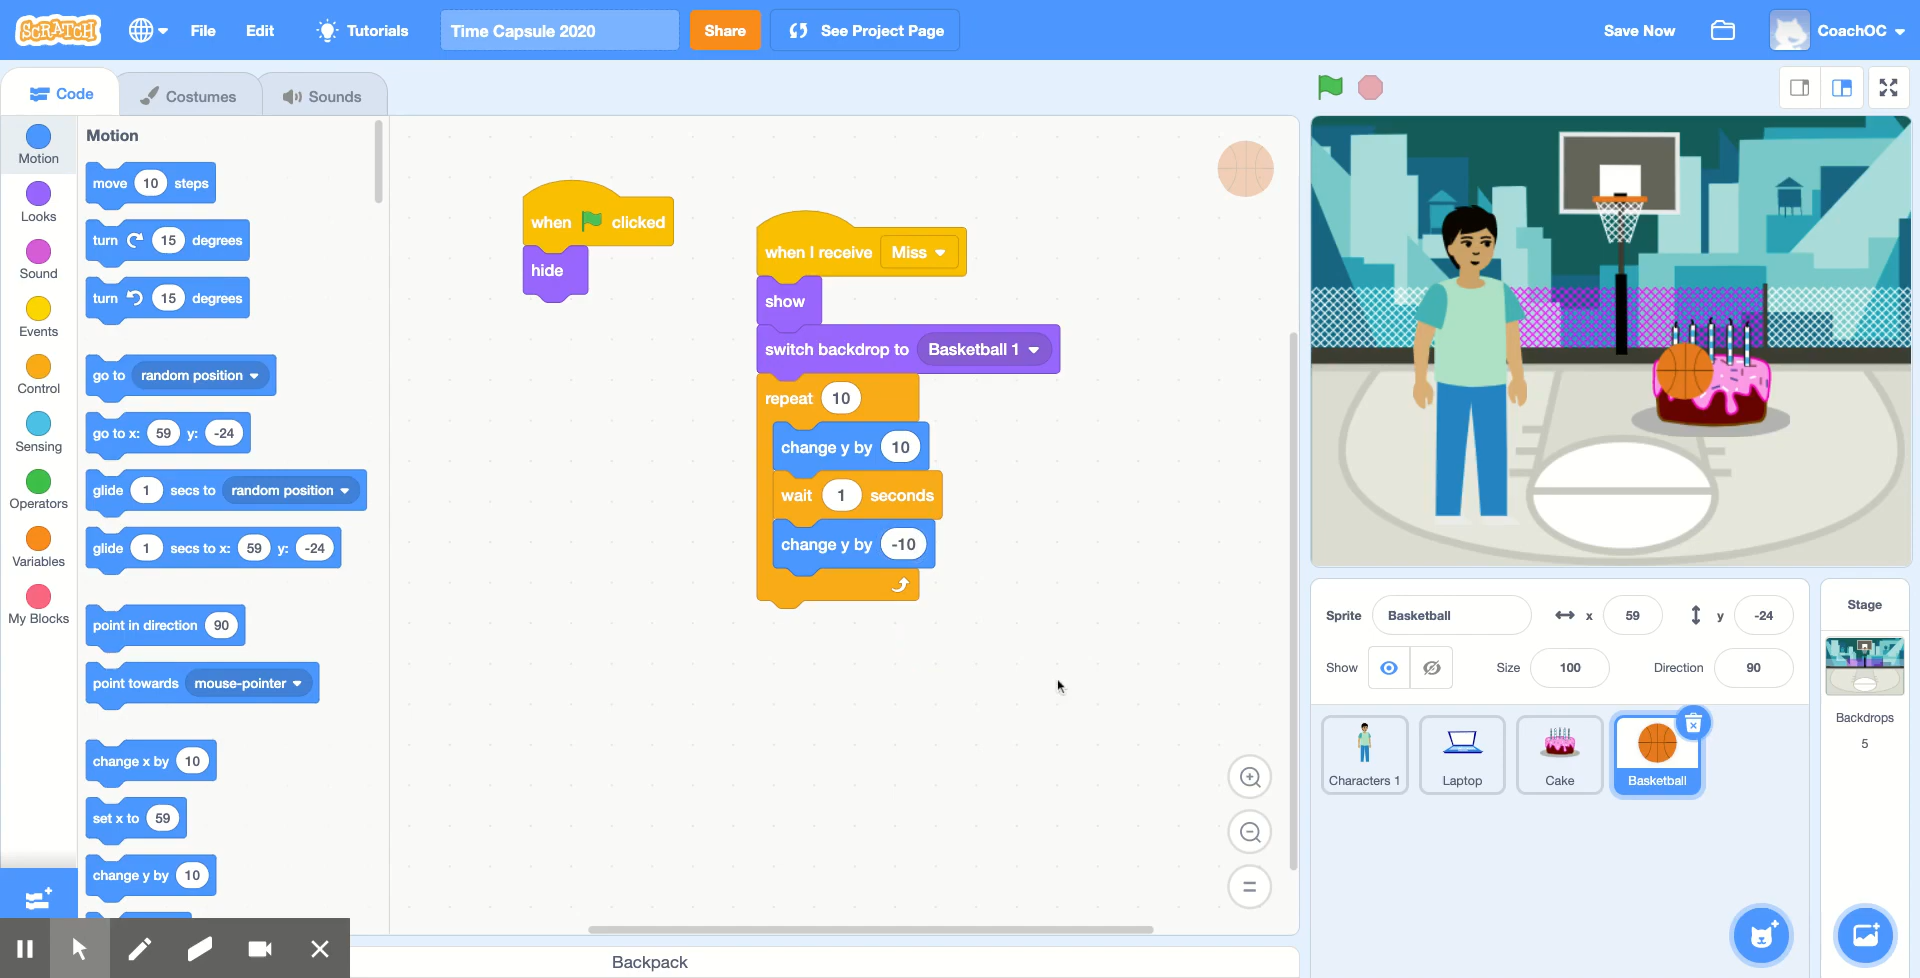 SCRATCH File Edit Tutorials Time Capsule 2020 Share See Project Page Save Now CoachOC
Code Costumes Sounds
Motion
Looks
Sound
Events
Control
Sensing
Operators
Variables
My Blocks
Motion
move 10 steps
turn 15 degrees
turn 15 degrees
go to random position
go to x: 59 y: -24
glide 1 secs to random position
glide 1 secs to x: 59 y: -24
point in direction 90
point towards mouse-pointer
change x by 10
set x to 59
change y by 10
when clicked
hide
when I receive Miss
show
switch backdrop to Basketball 1
repeat 10
change y by 10
wait 1 seconds
change y by -10
Backpack
Sprite Basketball x 59 y -24
Show Size 100 Direction 90
Characters 1 Laptop Cake Basketball
Stage
Backdrops
5